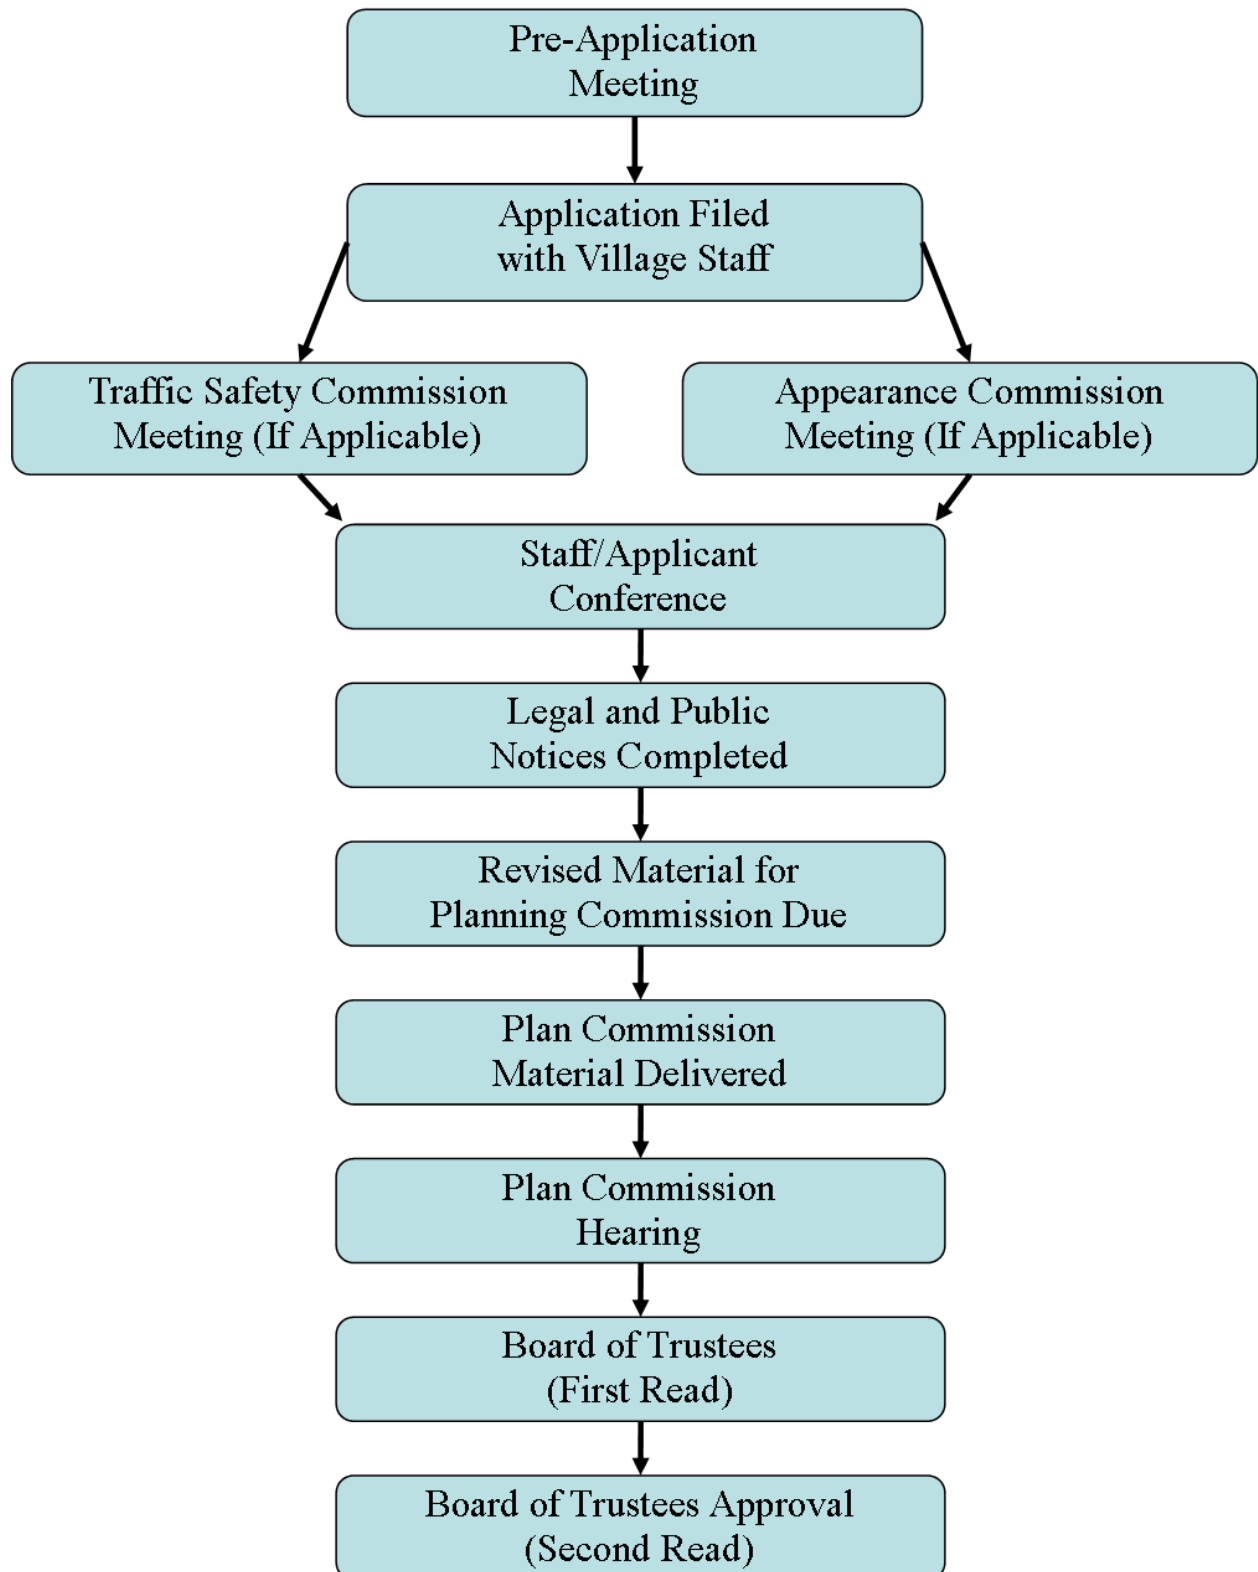 Pre-Application
Meeting
Application Filed
with Village Staff
Traffic Safety Commission
Meeting (If Applicable)
Appearance Commission
Meeting (If Applicable)
Staff/Applicant
Conference
Legal and Public
Notices Completed
Revised Material for
Planning Commission Due
Plan Commission
Material Delivered
Plan Commission
Hearing
Board of Trustees
(First Read)
Board of Trustees Approval
(Second Read)